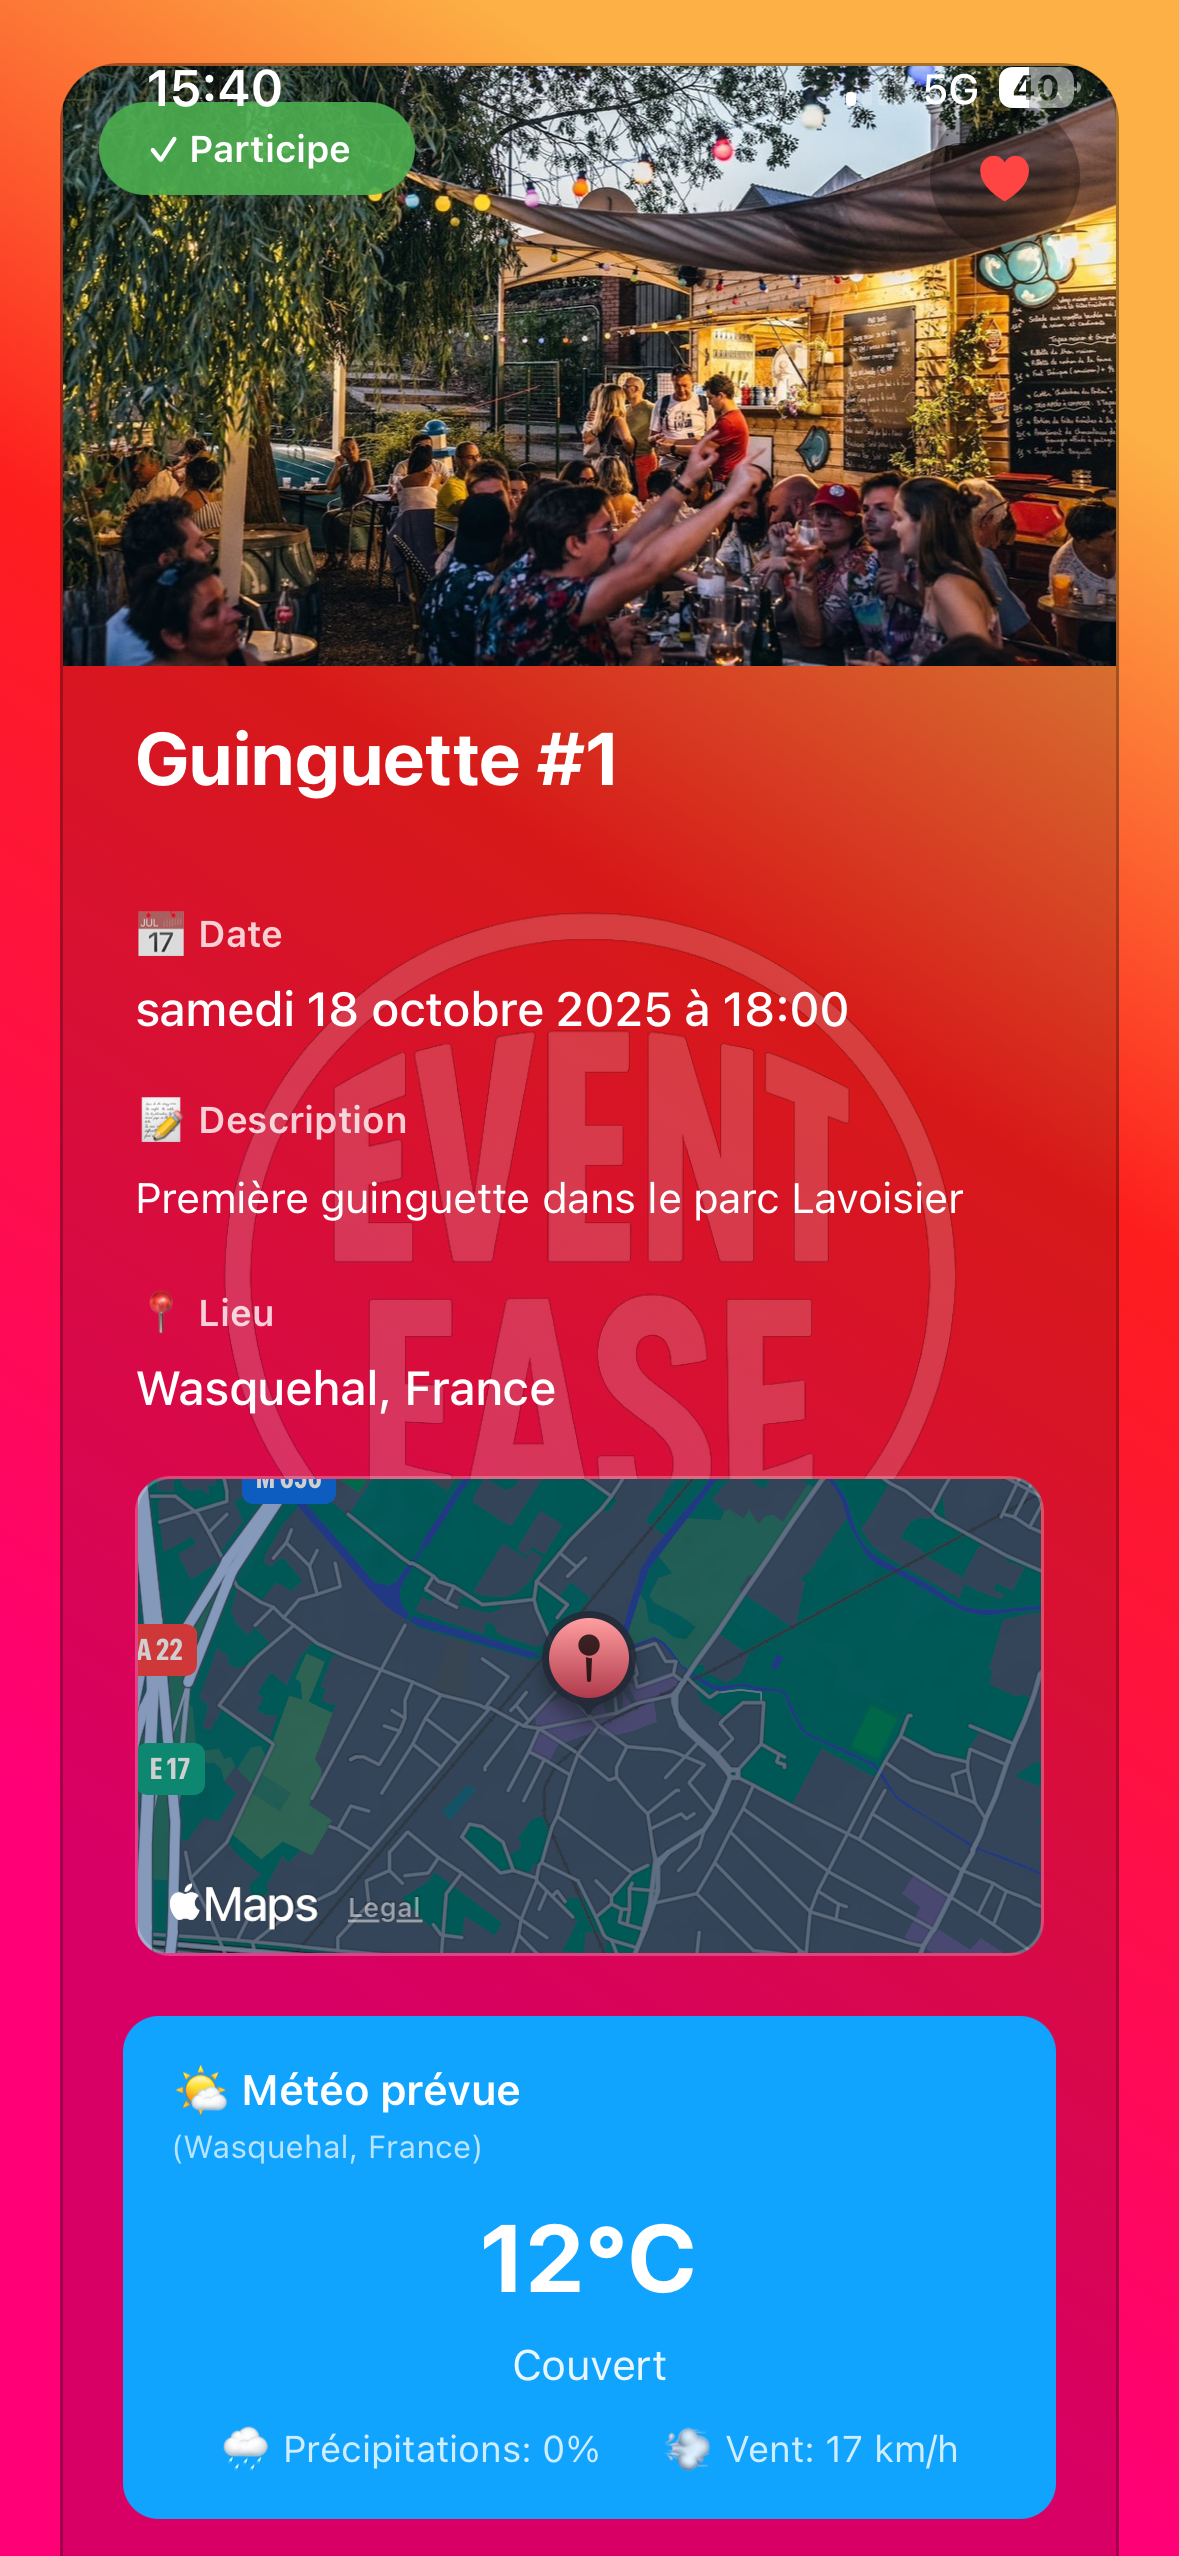 15:40
5G 40
✓ Participe
Guinguette #1
JUL 17 Date
samedi 18 octobre 2025 à 18:00
Description
Première guinguette dans le parc Lavoisier
Lieu
Wasquehal, France
EVENT
EASE
M 656
A 22
E 17
Maps Legal
Météo prévue
(Wasquehal, France)
12°C
Couvert
Précipitations: 0% Vent: 17 km/h